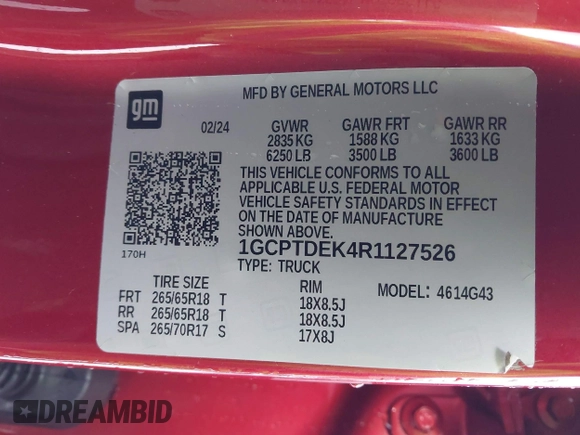 gm
MFD BY GENERAL MOTORS LLC
02/24 GVWR GAWR FRT GAWR RR
2835 KG 1588 KG 1633 KG
6250 LB 3500 LB 3600 LB
THIS VEHICLE CONFORMS TO ALL
APPLICABLE U.S. FEDERAL MOTOR
VEHICLE SAFETY STANDARDS IN EFFECT
ON THE DATE OF MANUFACTURE
SHOWN ABOVE.
170H
1GCPTDEK4R1127526
TYPE: TRUCK
TIRE SIZE RIM MODEL: 4614G43
FRT 265/65R18 T 18X8.5J
RR 265/65R18 T 18X8.5J
SPA 265/70R17 S 17X8J
DREAMBID